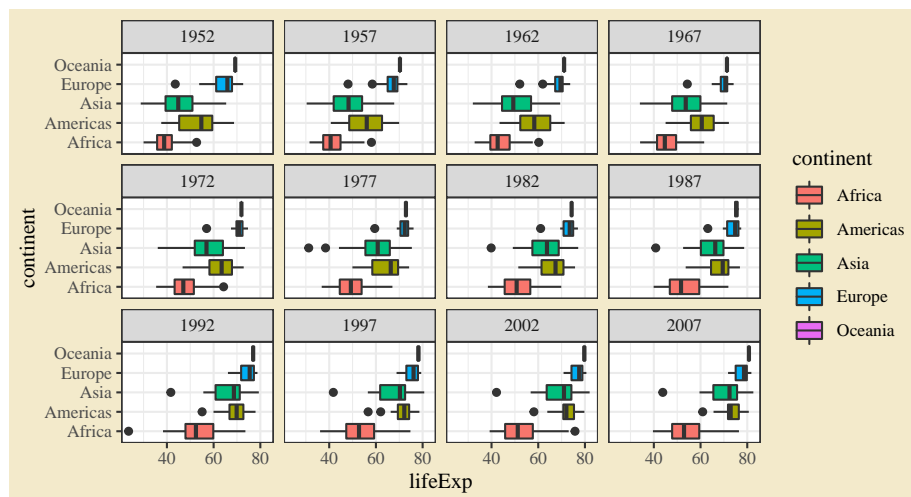 1952
1957
1962
1967
Oceania
Europe
Asia
Americas
Africa
1972
1977
1982
1987
Oceania
Europe
Asia
Americas
Africa
1992
1997
2002
2007
Oceania
Europe
Asia
Americas
Africa
40 60 80
40 60 80
40 60 80
40 60 80
lifeExp
continent
continent
Africa
Americas
Asia
Europe
Oceania